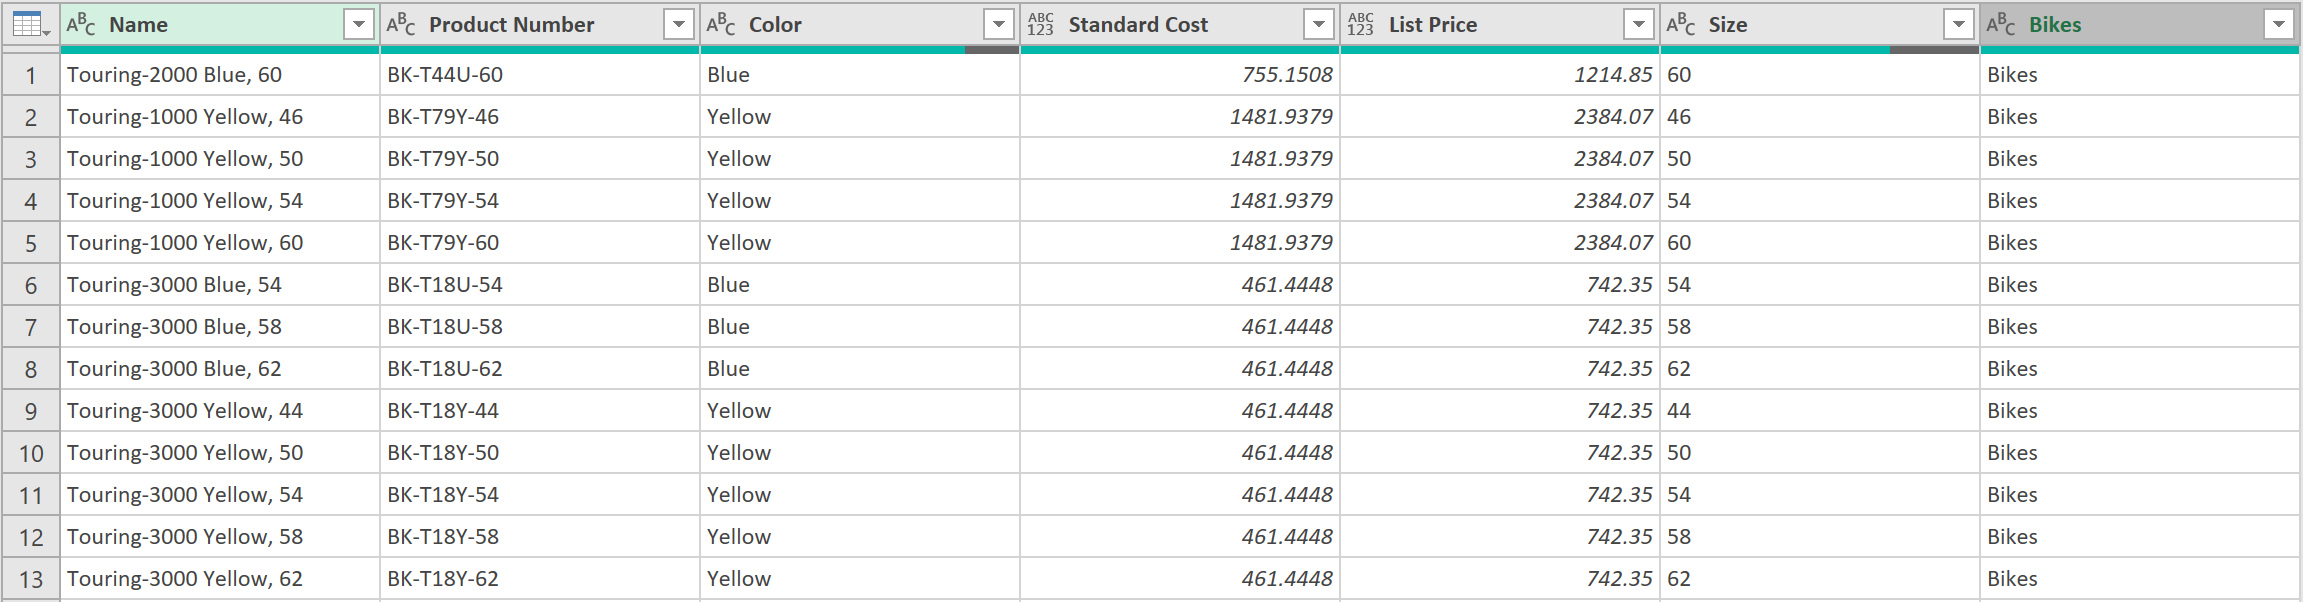 ABC Name ABC Product Number ABC Color ABC 123 Standard Cost ABC 123 List Price ABC Size ABC Bikes
1 Touring-2000 Blue, 60 BK-T44U-60 Blue 755.1508 1214.85 60 Bikes
2 Touring-1000 Yellow, 46 BK-T79Y-46 Yellow 1481.9379 2384.07 46 Bikes
3 Touring-1000 Yellow, 50 BK-T79Y-50 Yellow 1481.9379 2384.07 50 Bikes
4 Touring-1000 Yellow, 54 BK-T79Y-54 Yellow 1481.9379 2384.07 54 Bikes
5 Touring-1000 Yellow, 60 BK-T79Y-60 Yellow 1481.9379 2384.07 60 Bikes
6 Touring-3000 Blue, 54 BK-T18U-54 Blue 461.4448 742.35 54 Bikes
7 Touring-3000 Blue, 58 BK-T18U-58 Blue 461.4448 742.35 58 Bikes
8 Touring-3000 Blue, 62 BK-T18U-62 Blue 461.4448 742.35 62 Bikes
9 Touring-3000 Yellow, 44 BK-T18Y-44 Yellow 461.4448 742.35 44 Bikes
10 Touring-3000 Yellow, 50 BK-T18Y-50 Yellow 461.4448 742.35 50 Bikes
11 Touring-3000 Yellow, 54 BK-T18Y-54 Yellow 461.4448 742.35 54 Bikes
12 Touring-3000 Yellow, 58 BK-T18Y-58 Yellow 461.4448 742.35 58 Bikes
13 Touring-3000 Yellow, 62 BK-T18Y-62 Yellow 461.4448 742.35 62 Bikes